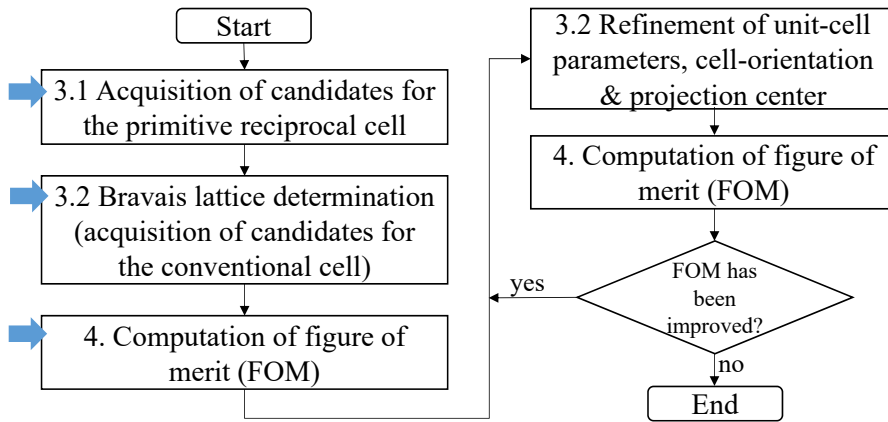 Start
3.1 Acquisition of candidates for
the primitive reciprocal cell
3.2 Bravais lattice determination
(acquisition of candidates for
the conventional cell)
4. Computation of figure of
merit (FOM)
3.2 Refinement of unit-cell
parameters, cell-orientation
& projection center
4. Computation of figure of
merit (FOM)
FOM has
been
improved?
yes
no
End